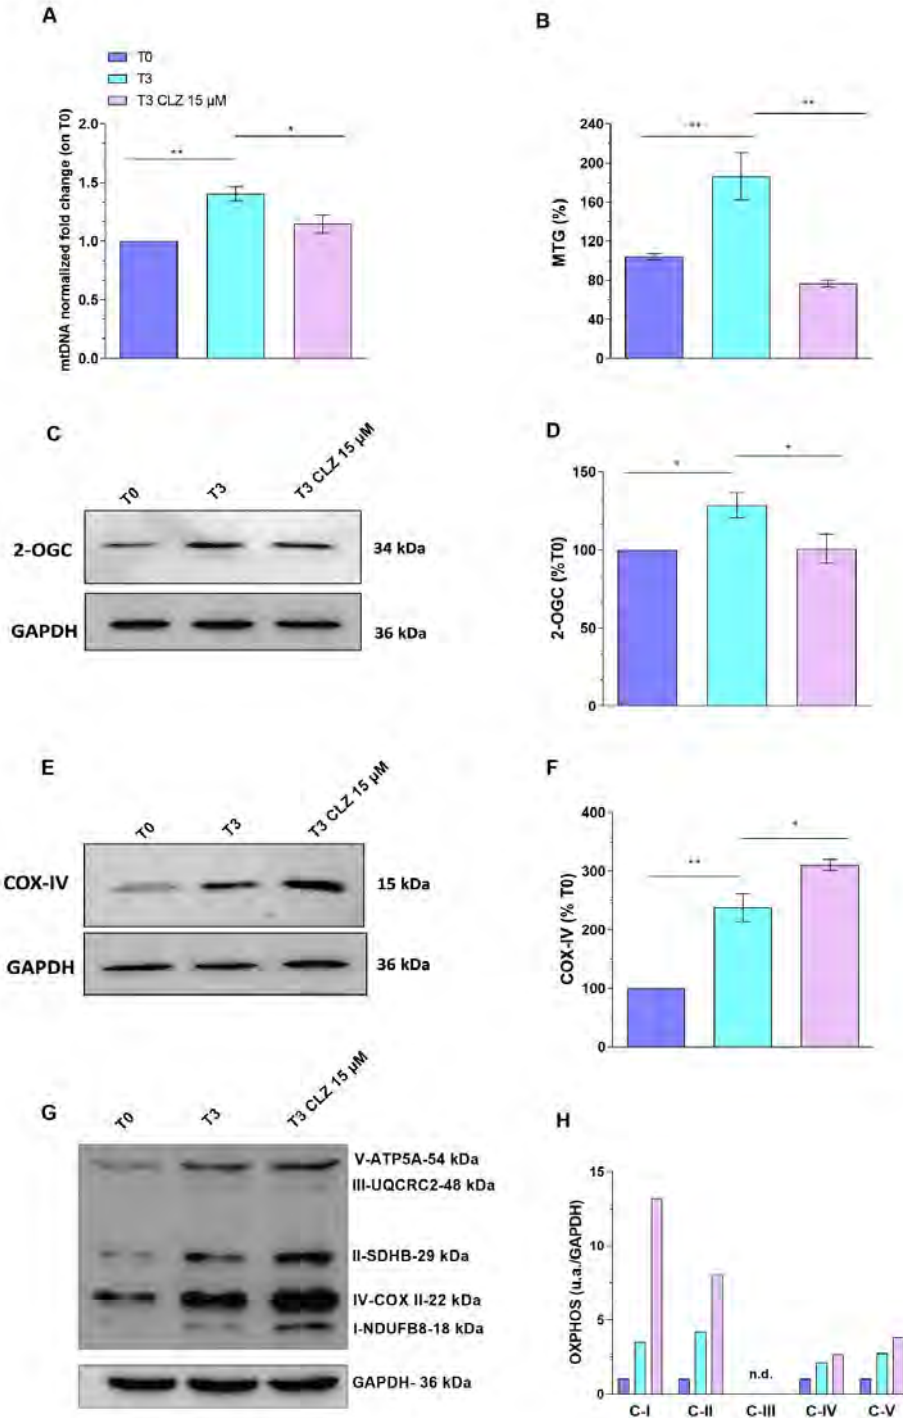 A
T0
T3
T3 CLZ 15 µM
mtDNA normalized fold change (on T0)
2.0
1.5
1.0
0.5
0.0
**
*
B
MTG (%)
240
200
160
120
80
40
0
**
**
C
T0
T3
T3 CLZ 15 µM
2-OGC
34 kDa
GAPDH
36 kDa
D
2-OGC (%T0)
150
100
50
0
*
*
E
T0
T3
T3 CLZ 15 µM
COX-IV
15 kDa
GAPDH
36 kDa
F
COX-IV (% T0)
400
300
200
100
0
**
*
G
T0
T3
T3 CLZ 15 µM
V-ATP5A-54 kDa
III-UQCRC2-48 kDa
II-SDHB-29 kDa
IV-COX II-22 kDa
I-NDUFB8-18 kDa
GAPDH- 36 kDa
H
OXPHOS (u.a./GAPDH)
15
10
5
0
n.d.
C-I
C-II
C-III
C-IV
C-V